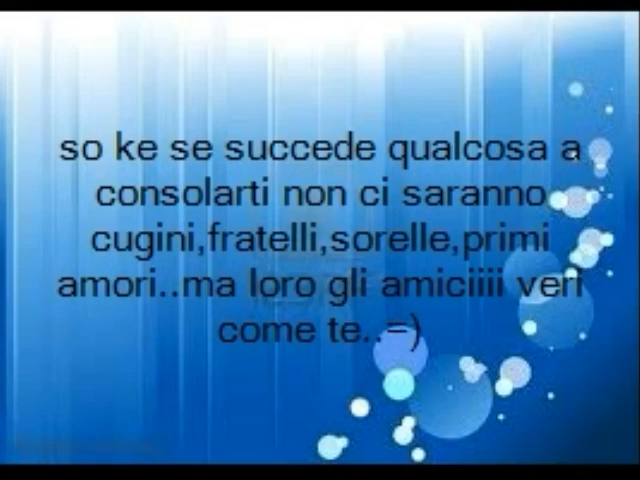 so ke se succede qualcosa a
consolarti non ci saranno
cugini,fratelli,sorelle,primi
amori..ma loro gli amiciiii veri
come te..=)